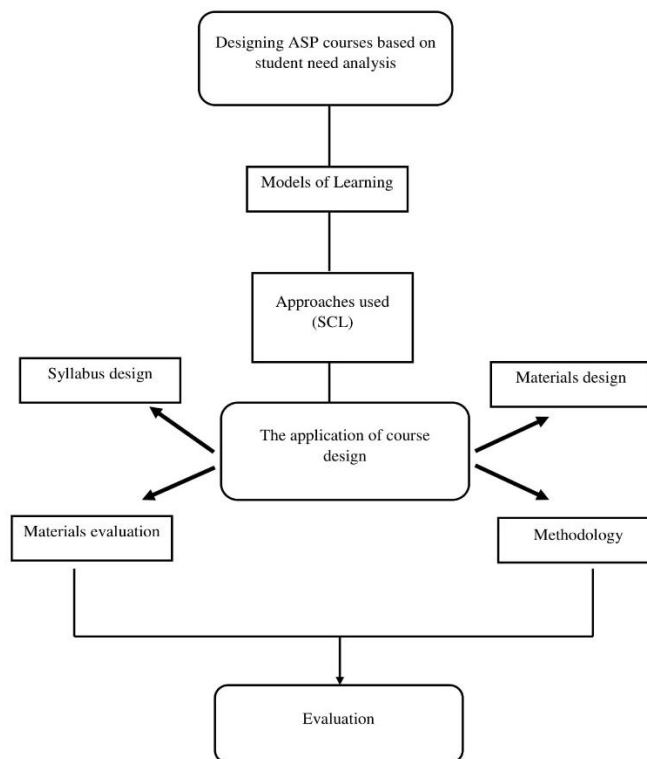 Designing ASP courses based on
student need analysis
Models of Learning
Approaches used
(SCL)
Syllabus design
Materials design
The application of course
design
Materials evaluation
Methodology
Evaluation